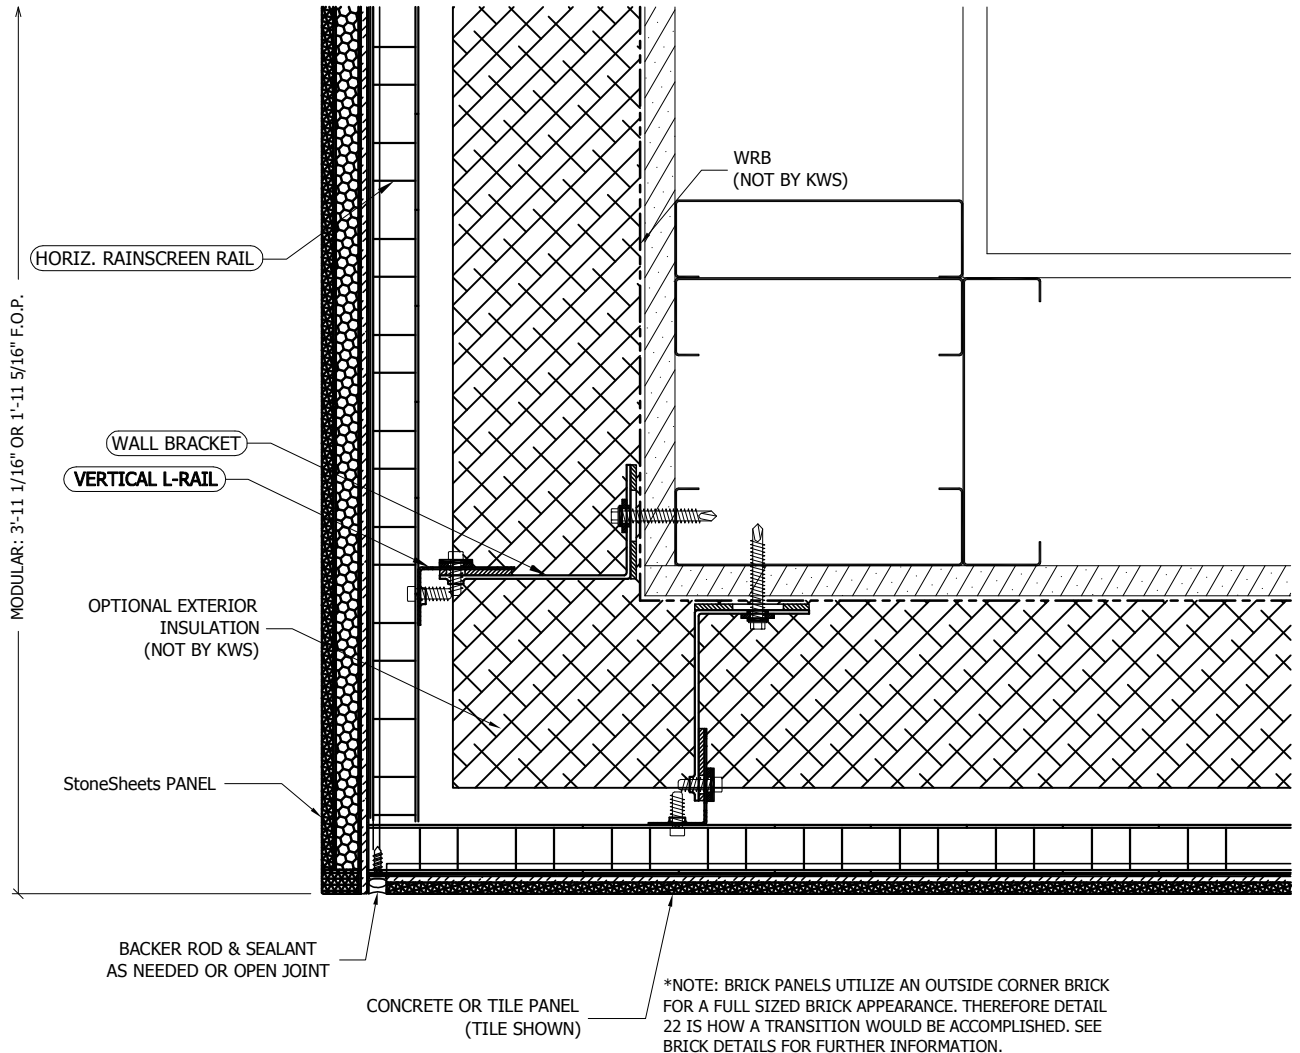 WRB
(NOT BY KWS)
HORIZ. RAINSCREEN RAIL
MODULAR: 3'-11 1/16" OR 1'-11 5/16" F.O.P.
WALL BRACKET
VERTICAL L-RAIL
OPTIONAL EXTERIOR
INSULATION
(NOT BY KWS)
StoneSheets PANEL
BACKER ROD & SEALANT
AS NEEDED OR OPEN JOINT
CONCRETE OR TILE PANEL
(TILE SHOWN)
*NOTE: BRICK PANELS UTILIZE AN OUTSIDE CORNER BRICK
FOR A FULL SIZED BRICK APPEARANCE. THEREFORE DETAIL
22 IS HOW A TRANSITION WOULD BE ACCOMPLISHED. SEE
BRICK DETAILS FOR FURTHER INFORMATION.